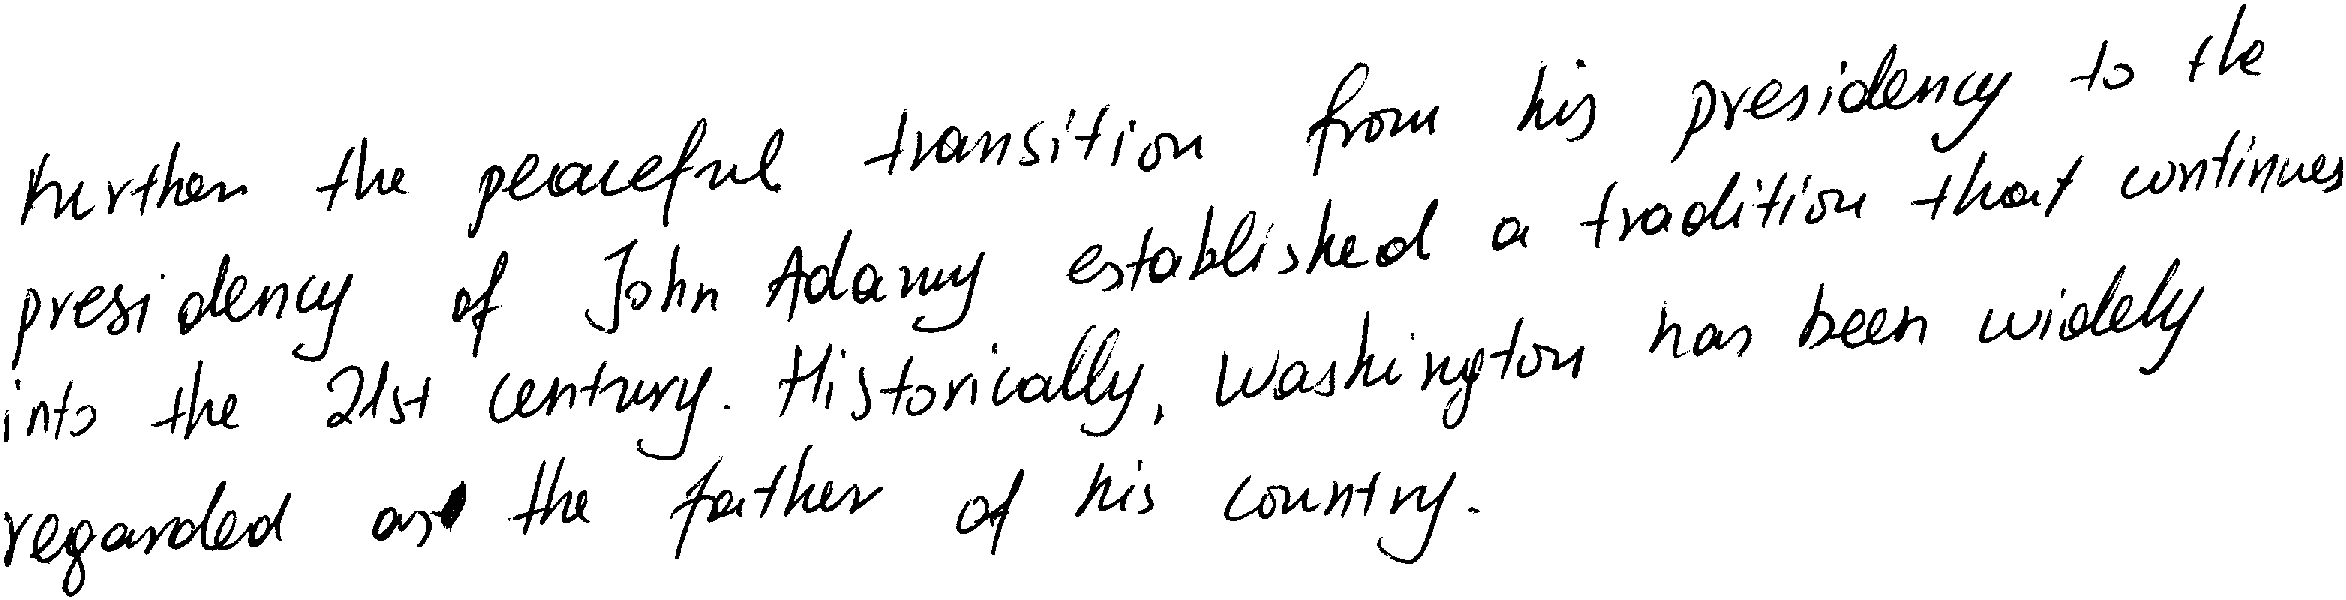 Further the peaceful transition from his presidency to the
presidency of John Adams established a tradition that continues
into the 21st century. Historically, Washington has been widely
regarded as the father of his country.